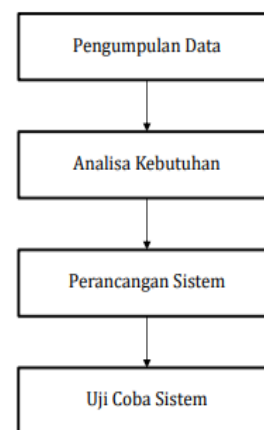 Pengumpulan Data
Analisa Kebutuhan
Perancangan Sistem
Uji Coba Sistem